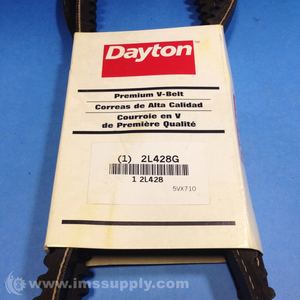 Dayton
Premium V-Belt
Correas de Alta Calidad
Courroie en V
de Première Qualité
(1) 2L428G
1 2L428
5VX710
© www.imssupply.com